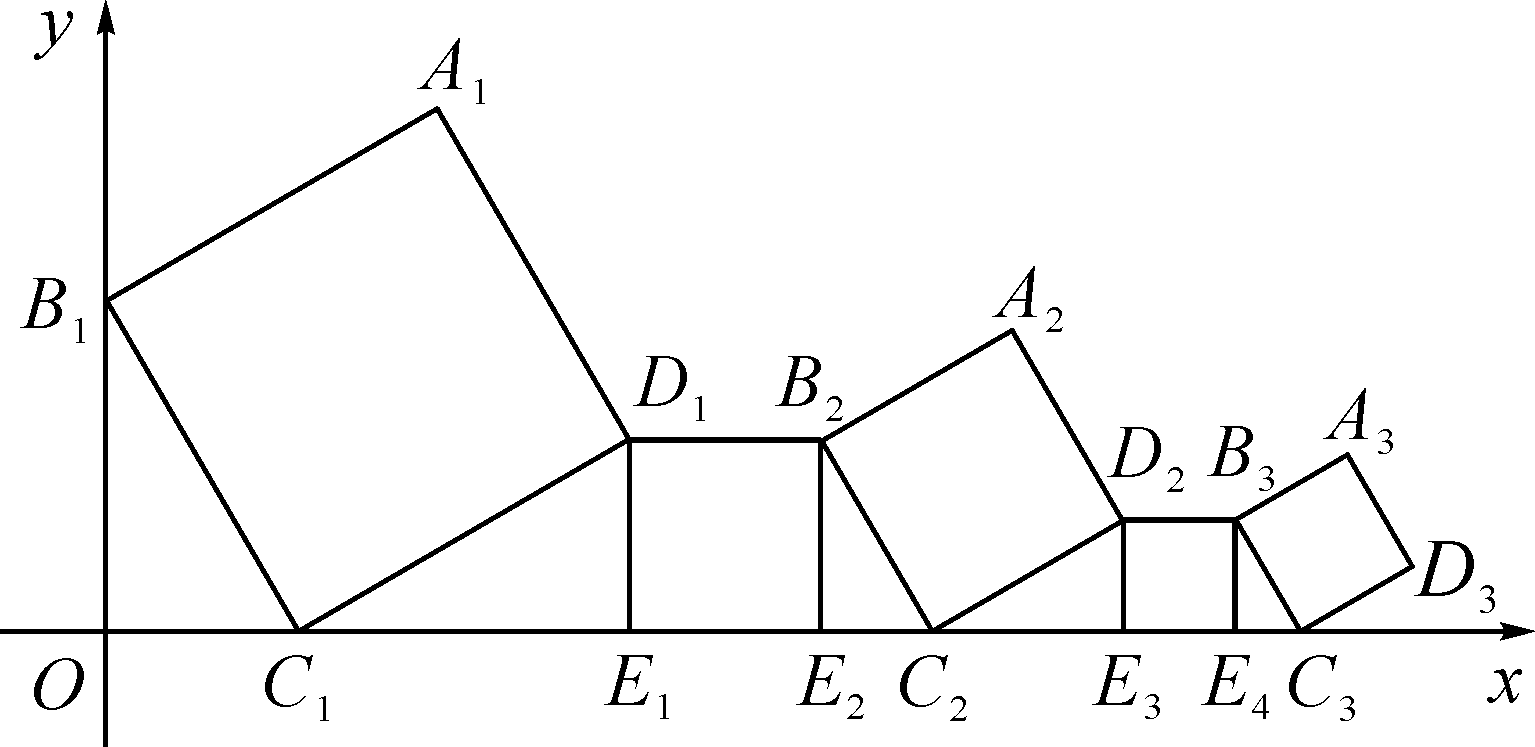 y
A₁
B₁
A₂
D₁ B₂
A₃
D₂ B₃
D₃
O C₁ E₁ E₂ C₂ E₃ E₄ C₃ x